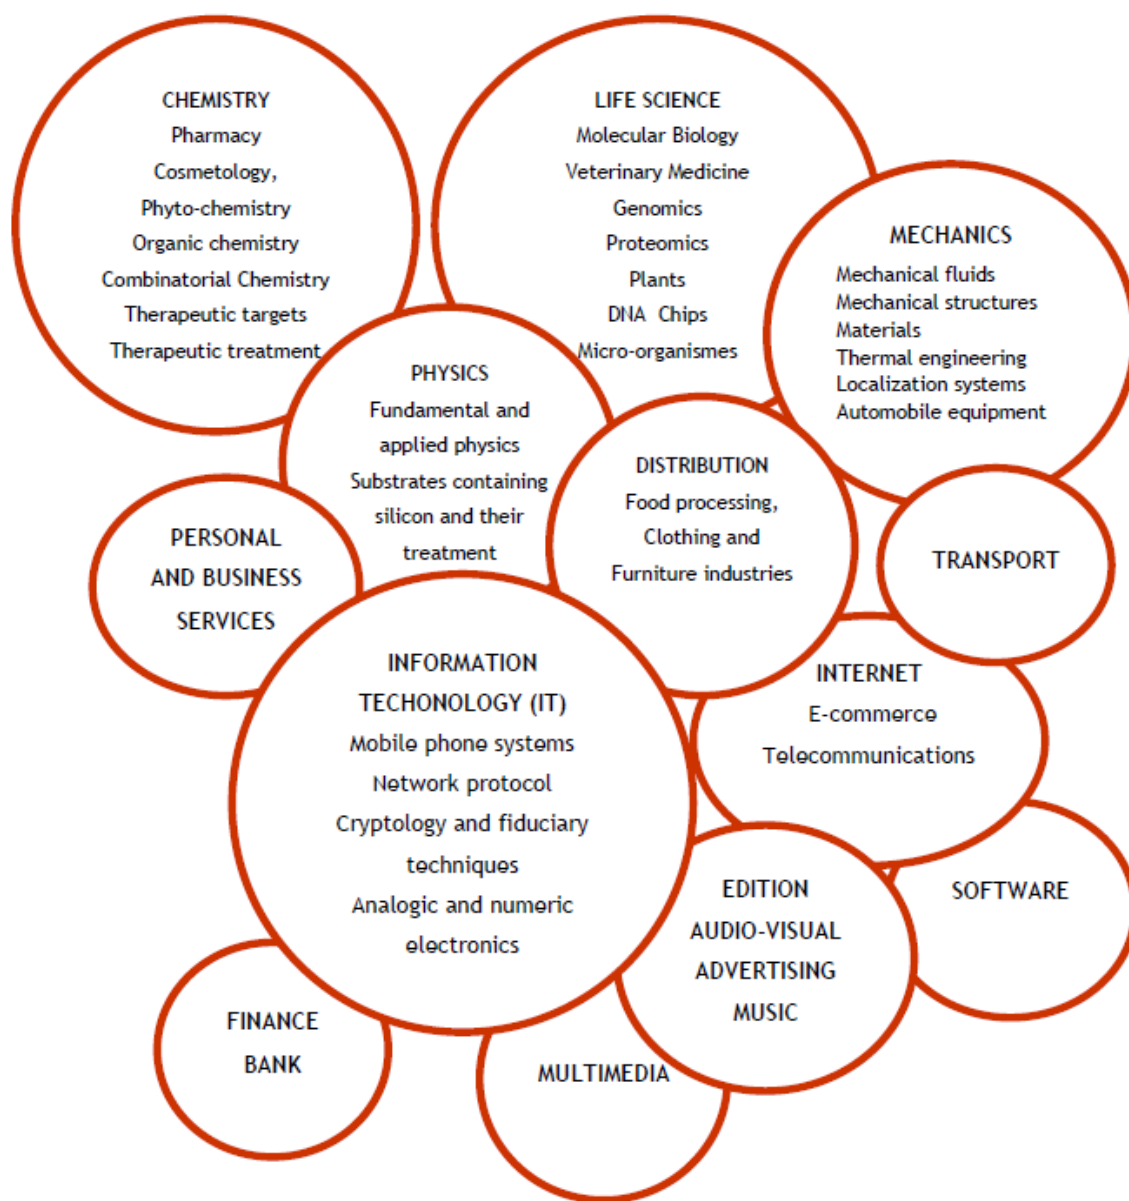 CHEMISTRY
Pharmacy
Cosmetology,
Phyto-chemistry
Organic chemistry
Combinatorial Chemistry
Therapeutic targets
Therapeutic treatment
LIFE SCIENCE
Molecular Biology
Veterinary Medicine
Genomics
Proteomics
Plants
DNA Chips
Micro-organismes
MECHANICS
Mechanical fluids
Mechanical structures
Materials
Thermal engineering
Localization systems
Automobile equipment
PHYSICS
Fundamental and
applied physics
Substrates containing
silicon and their
treatment
DISTRIBUTION
Food processing,
Clothing and
Furniture industries
PERSONAL
AND BUSINESS
SERVICES
TRANSPORT
INFORMATION
TECHONOLOGY (IT)
Mobile phone systems
Network protocol
Cryptology and fiduciary
techniques
Analogic and numeric
electronics
INTERNET
E-commerce
Telecommunications
EDITION
AUDIO-VISUAL
ADVERTISING
MUSIC
SOFTWARE
FINANCE
BANK
MULTIMEDIA